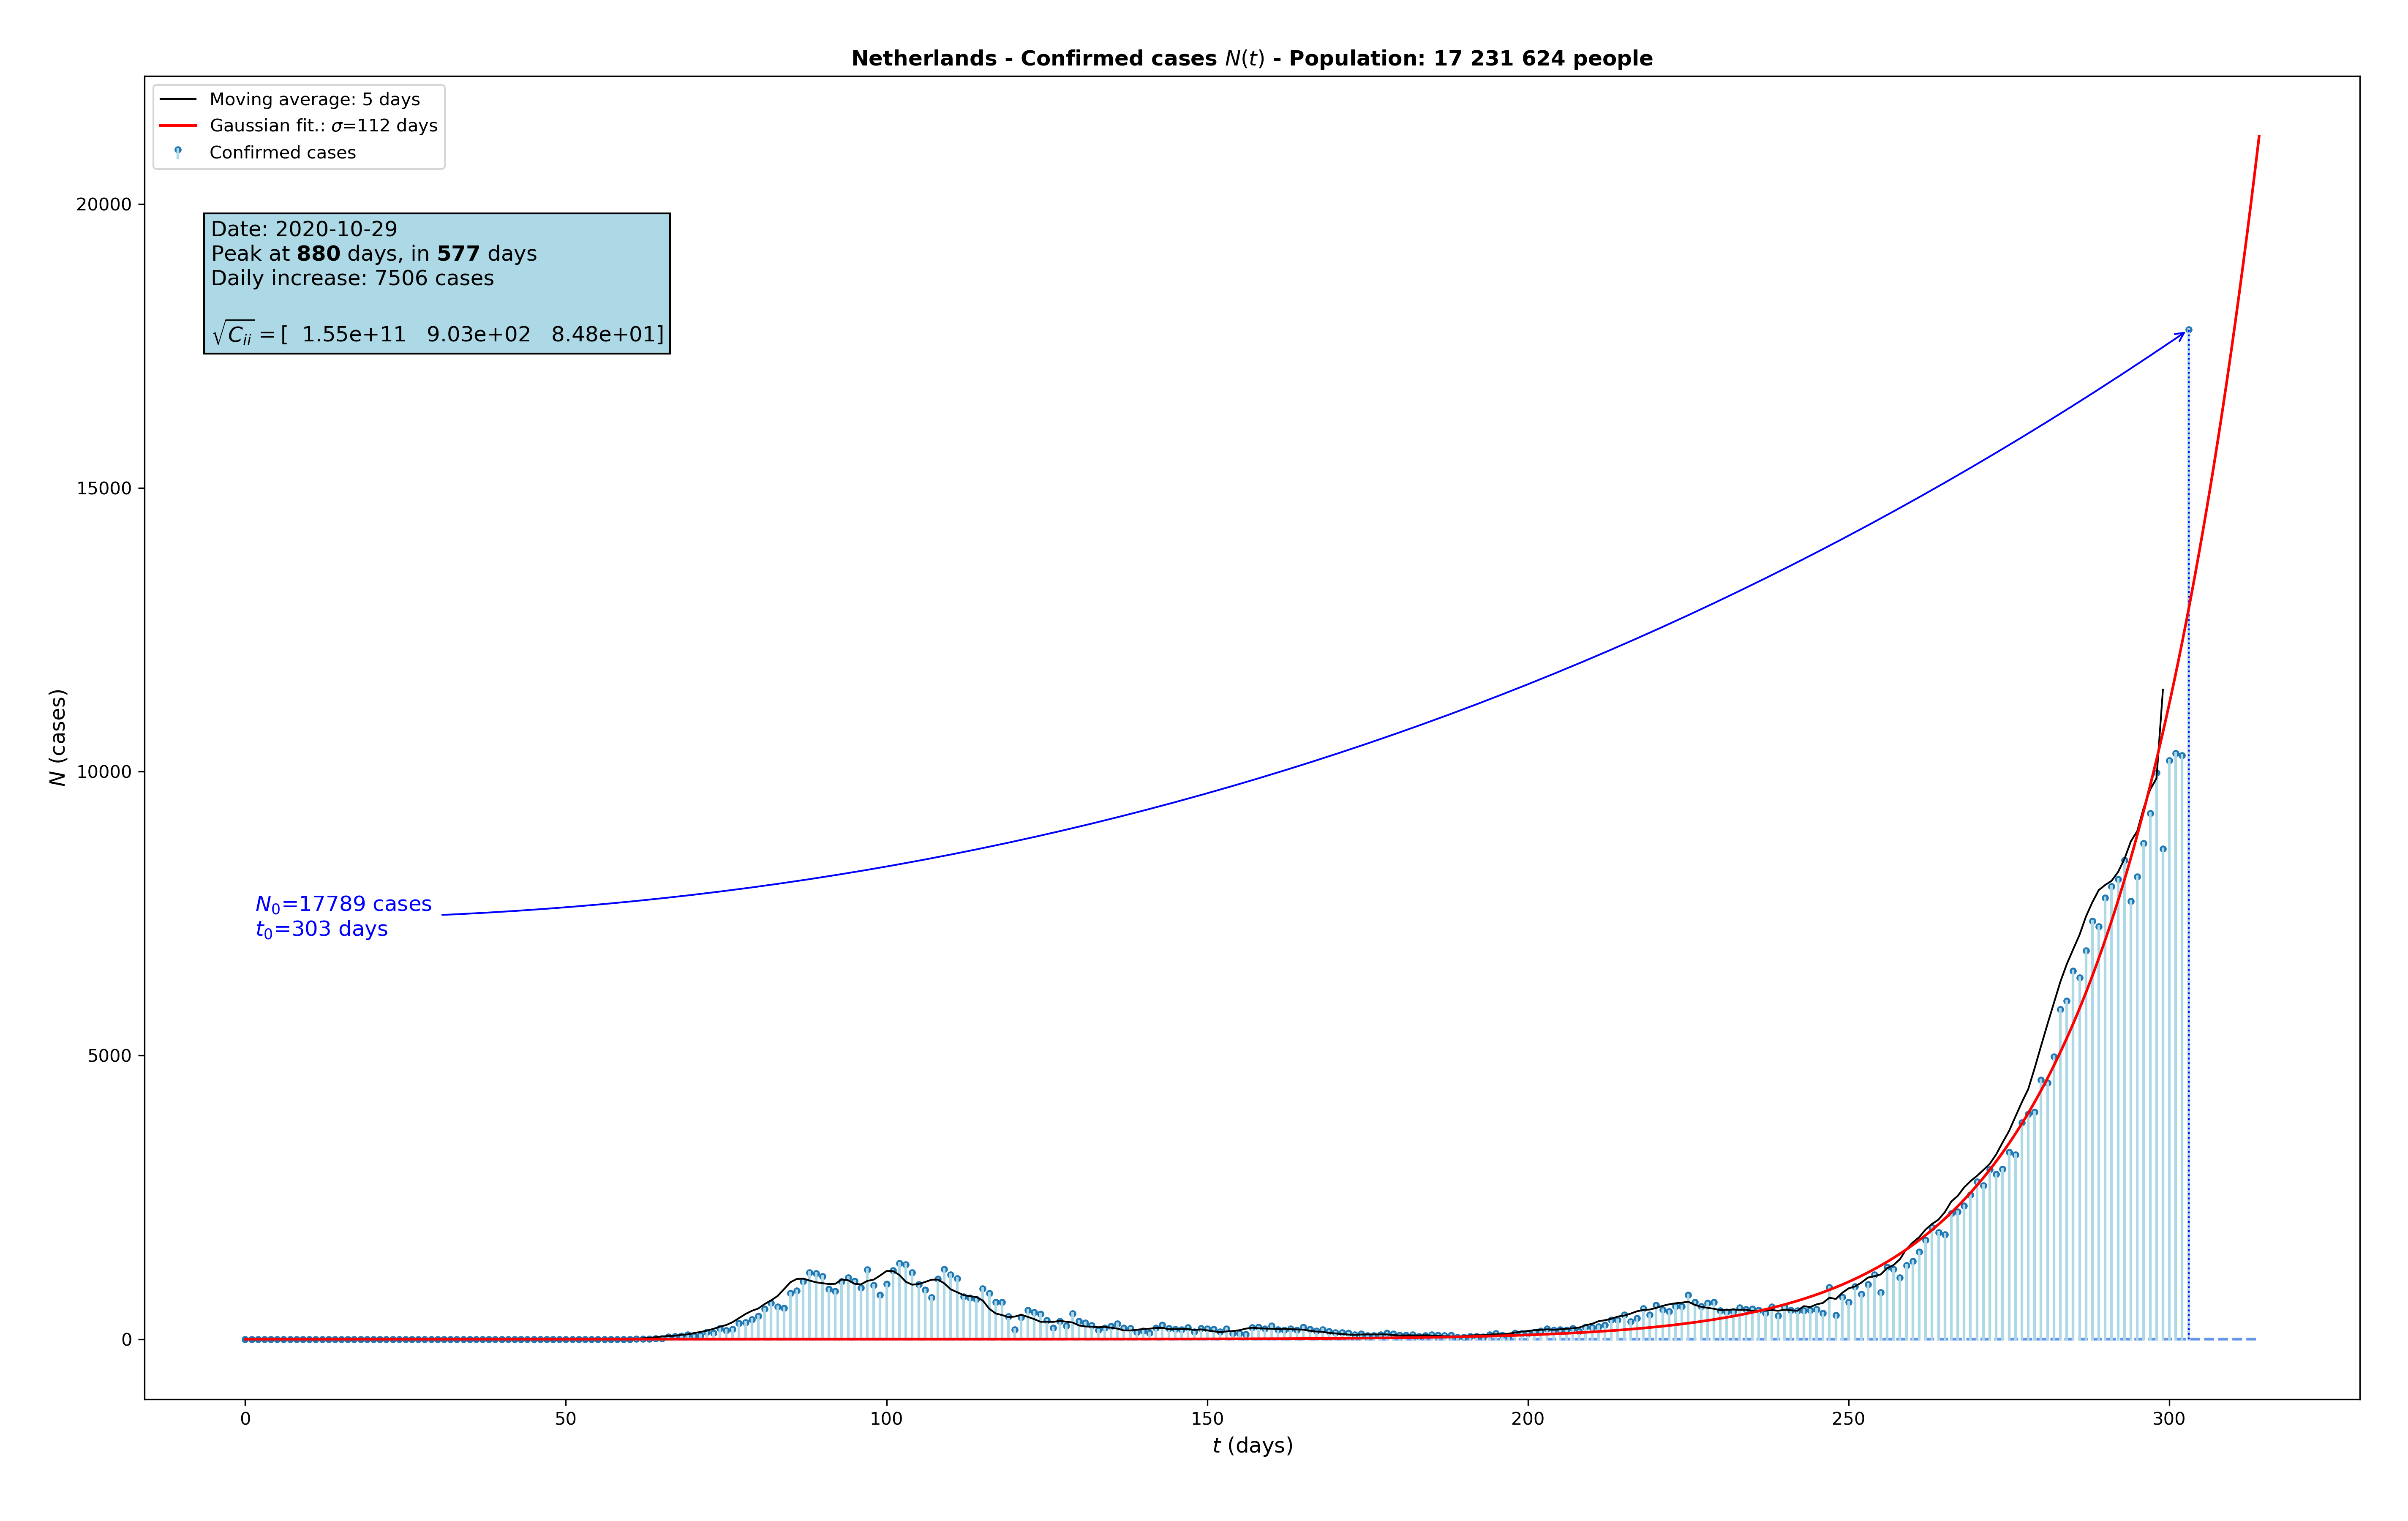 Netherlands - Confirmed cases N(t) - Population: 17 231 624 people
Moving average: 5 days
Gaussian fit.: σ=112 days
Confirmed cases
Date: 2020-10-29
Peak at 880 days, in 577 days
Daily increase: 7506 cases
√Cᵢᵢ = [ 1.55e+11 9.03e+02 8.48e+01]
N₀=17789 cases
t₀=303 days
N (cases)
20000
15000
10000
5000
0
0 50 100 150 200 250 300
t (days)